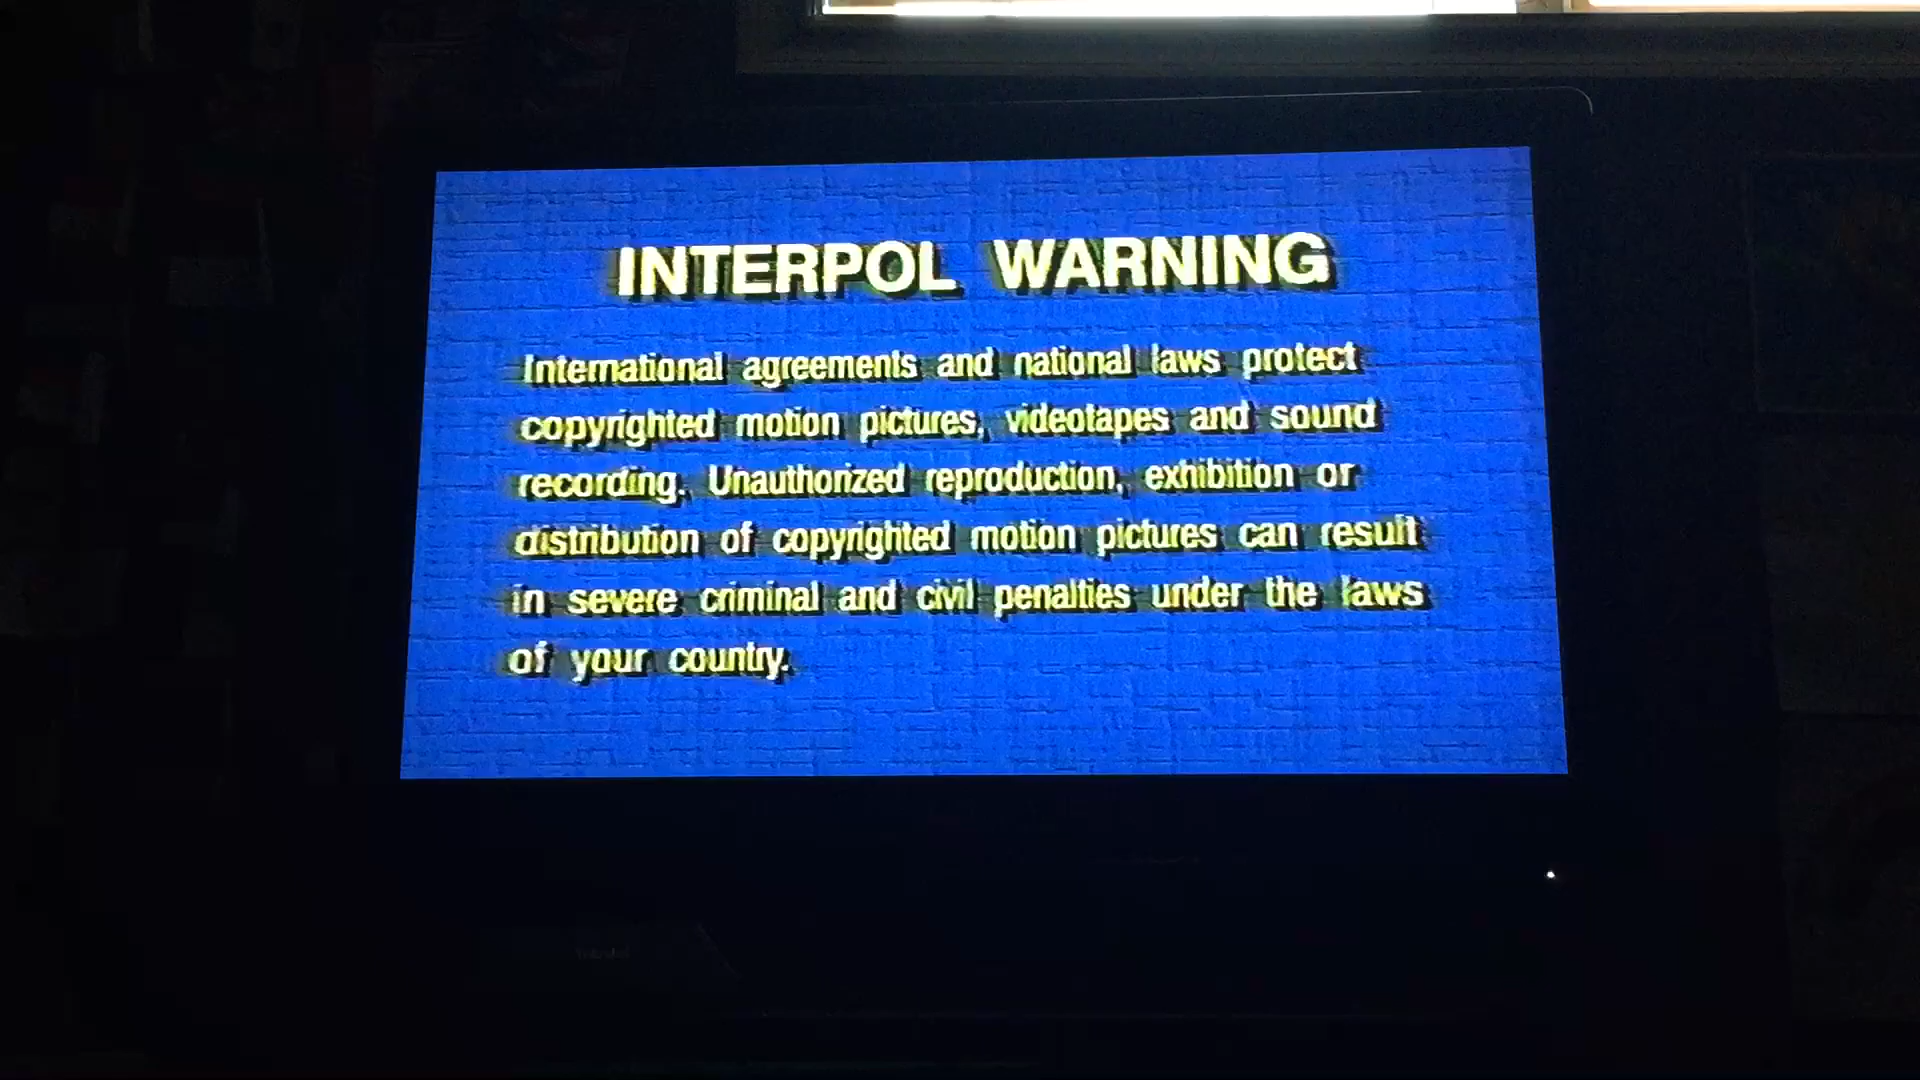 INTERPOL WARNING
International agreements and national laws protect
copyrighted motion pictures, videotapes and sound
recording. Unauthorized reproduction, exhibition or
distribution of copyrighted motion pictures can result
in severe criminal and civil penalties under the laws
of your country.